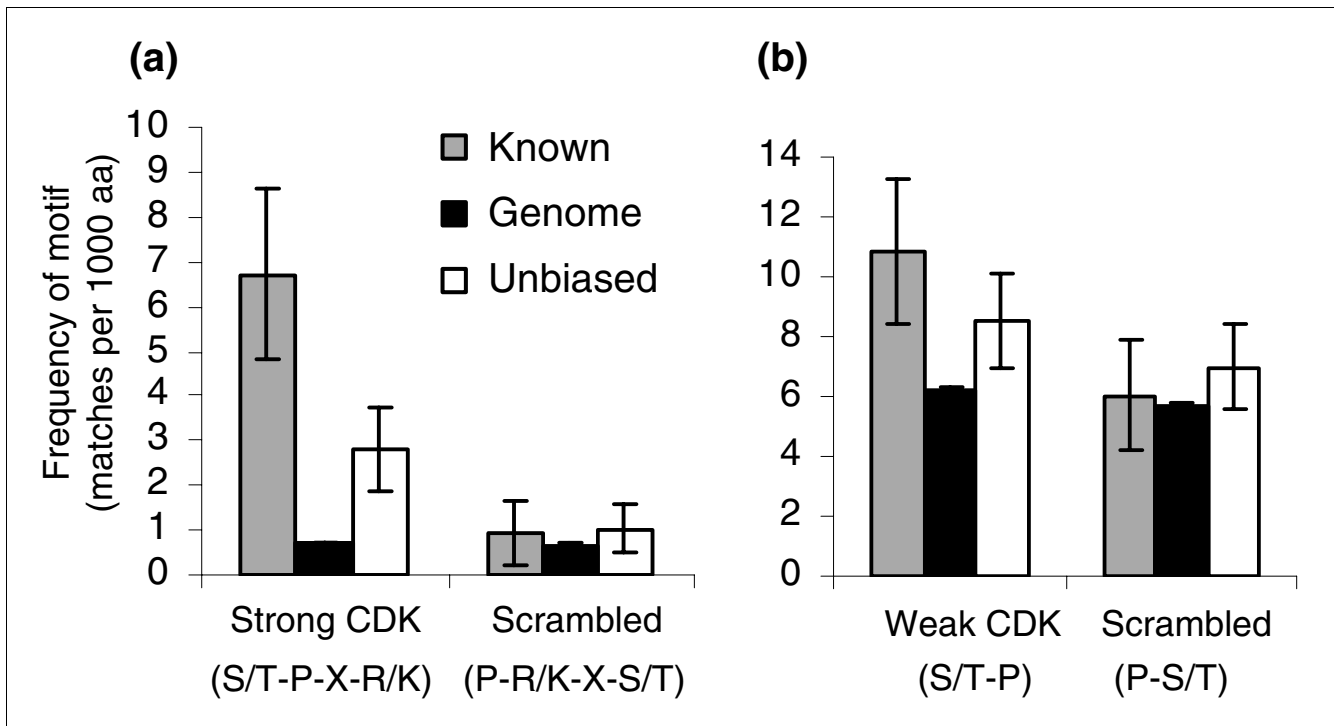 (a)
Frequency of motif
(matches per 1000 aa)
10
9
8
7
6
5
4
3
2
1
0
Known
Genome
Unbiased
Strong CDK
(S/T-P-X-R/K)
Scrambled
(P-R/K-X-S/T)
(b)
14
12
10
8
6
4
2
0
Weak CDK
(S/T-P)
Scrambled
(P-S/T)